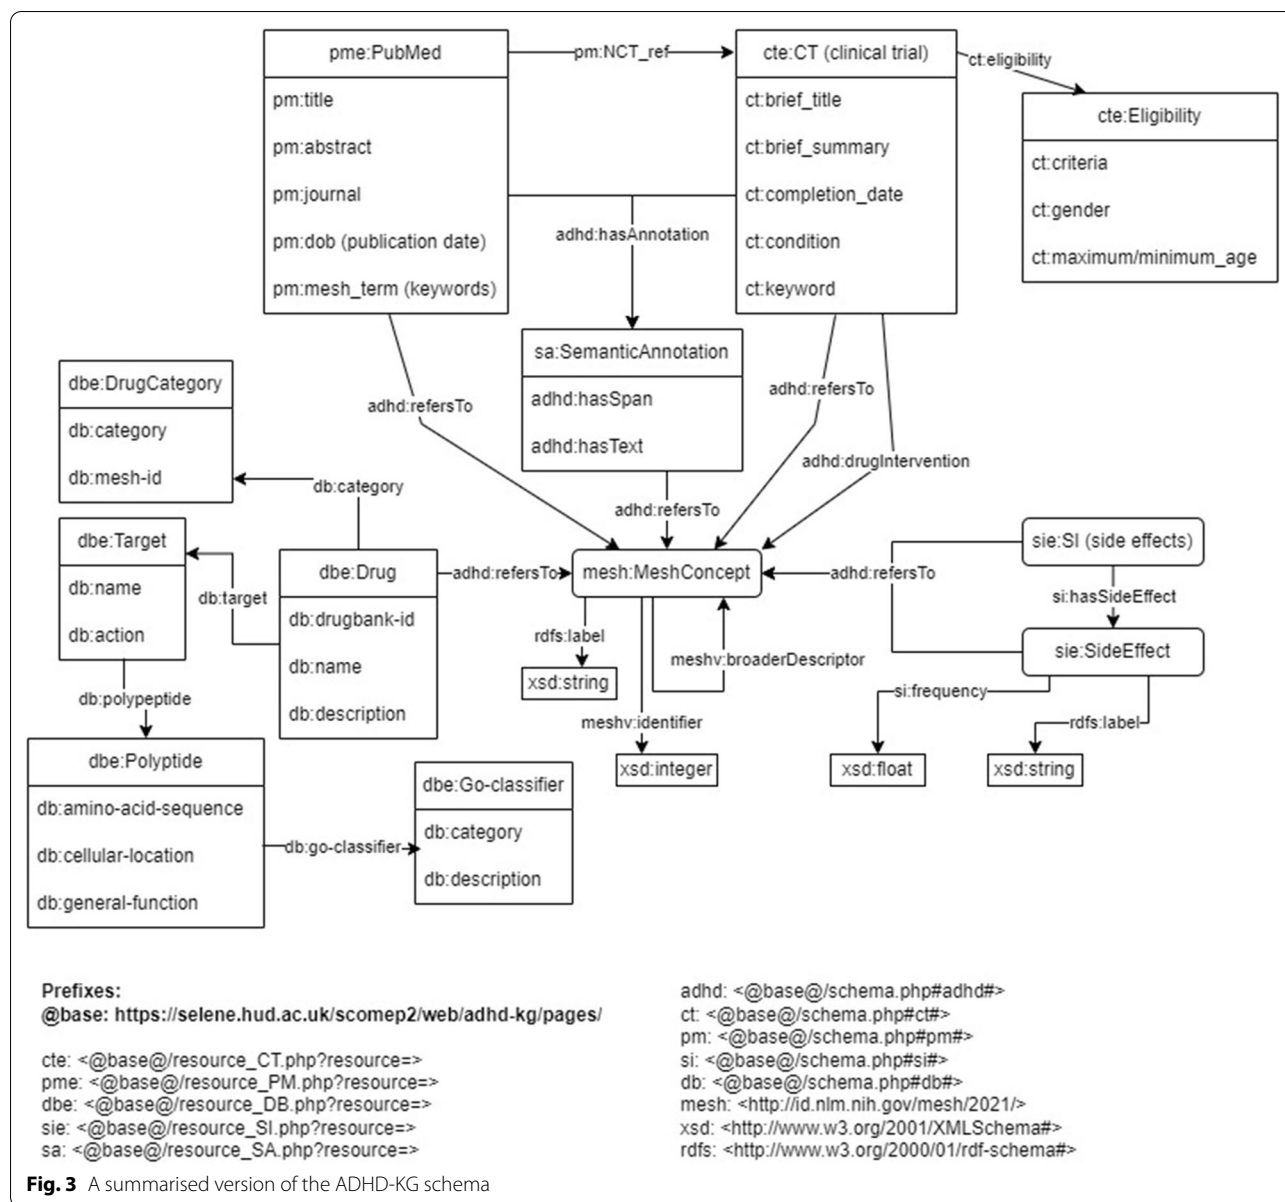 pme:PubMed
pm:title
pm:abstract
pm:journal
pm:dob (publication date)
pm:mesh_term (keywords)
pm:NCT_ref
cte:CT (clinical trial)
ct:brief_title
ct:brief_summary
ct:completion_date
ct:condition
ct:keyword
ct:eligibility
cte:Eligibility
ct:criteria
ct:gender
ct:maximum/minimum_age
adhd:hasAnnotation
sa:SemanticAnnotation
adhd:hasSpan
adhd:hasText
adhd:refersTo
adhd:refersTo
adhd:refersTo
adhd:drugIntervention
dbe:DrugCategory
db:category
db:mesh-id
db:category
dbe:Target
db:name
db:action
db:target
dbe:Drug
db:drugbank-id
db:name
db:description
adhd:refersTo
mesh:MeshConcept
adhd:refersTo
sie:SI (side effects)
si:hasSideEffect
sie:SideEffect
rdfs:label
xsd:string
meshv:broaderDescriptor
meshv:identifier
xsd:integer
si:frequency
xsd:float
rdfs:label
xsd:string
db:polypeptide
dbe:Polyptide
db:amino-acid-sequence
db:cellular-location
db:general-function
db:go-classifier
dbe:Go-classifier
db:category
db:description
Prefixes:
@base: https://selene.hud.ac.uk/scomep2/web/adhd-kg/pages/
cte: <@base@/resource_CT.php?resource=>
pme: <@base@/resource_PM.php?resource=>
dbe: <@base@/resource_DB.php?resource=>
sie: <@base@/resource_SI.php?resource=>
sa: <@base@/resource_SA.php?resource=>
adhd: <@base@/schema.php#adhd#>
ct: <@base@/schema.php#ct#>
pm: <@base@/schema.php#pm#>
si: <@base@/schema.php#si#>
db: <@base@/schema.php#db#>
mesh: <http://id.nlm.nih.gov/mesh/2021/>
xsd: <http://www.w3.org/2001/XMLSchema#>
rdfs: <http://www.w3.org/2000/01/rdf-schema#>
Fig. 3 A summarised version of the ADHD-KG schema